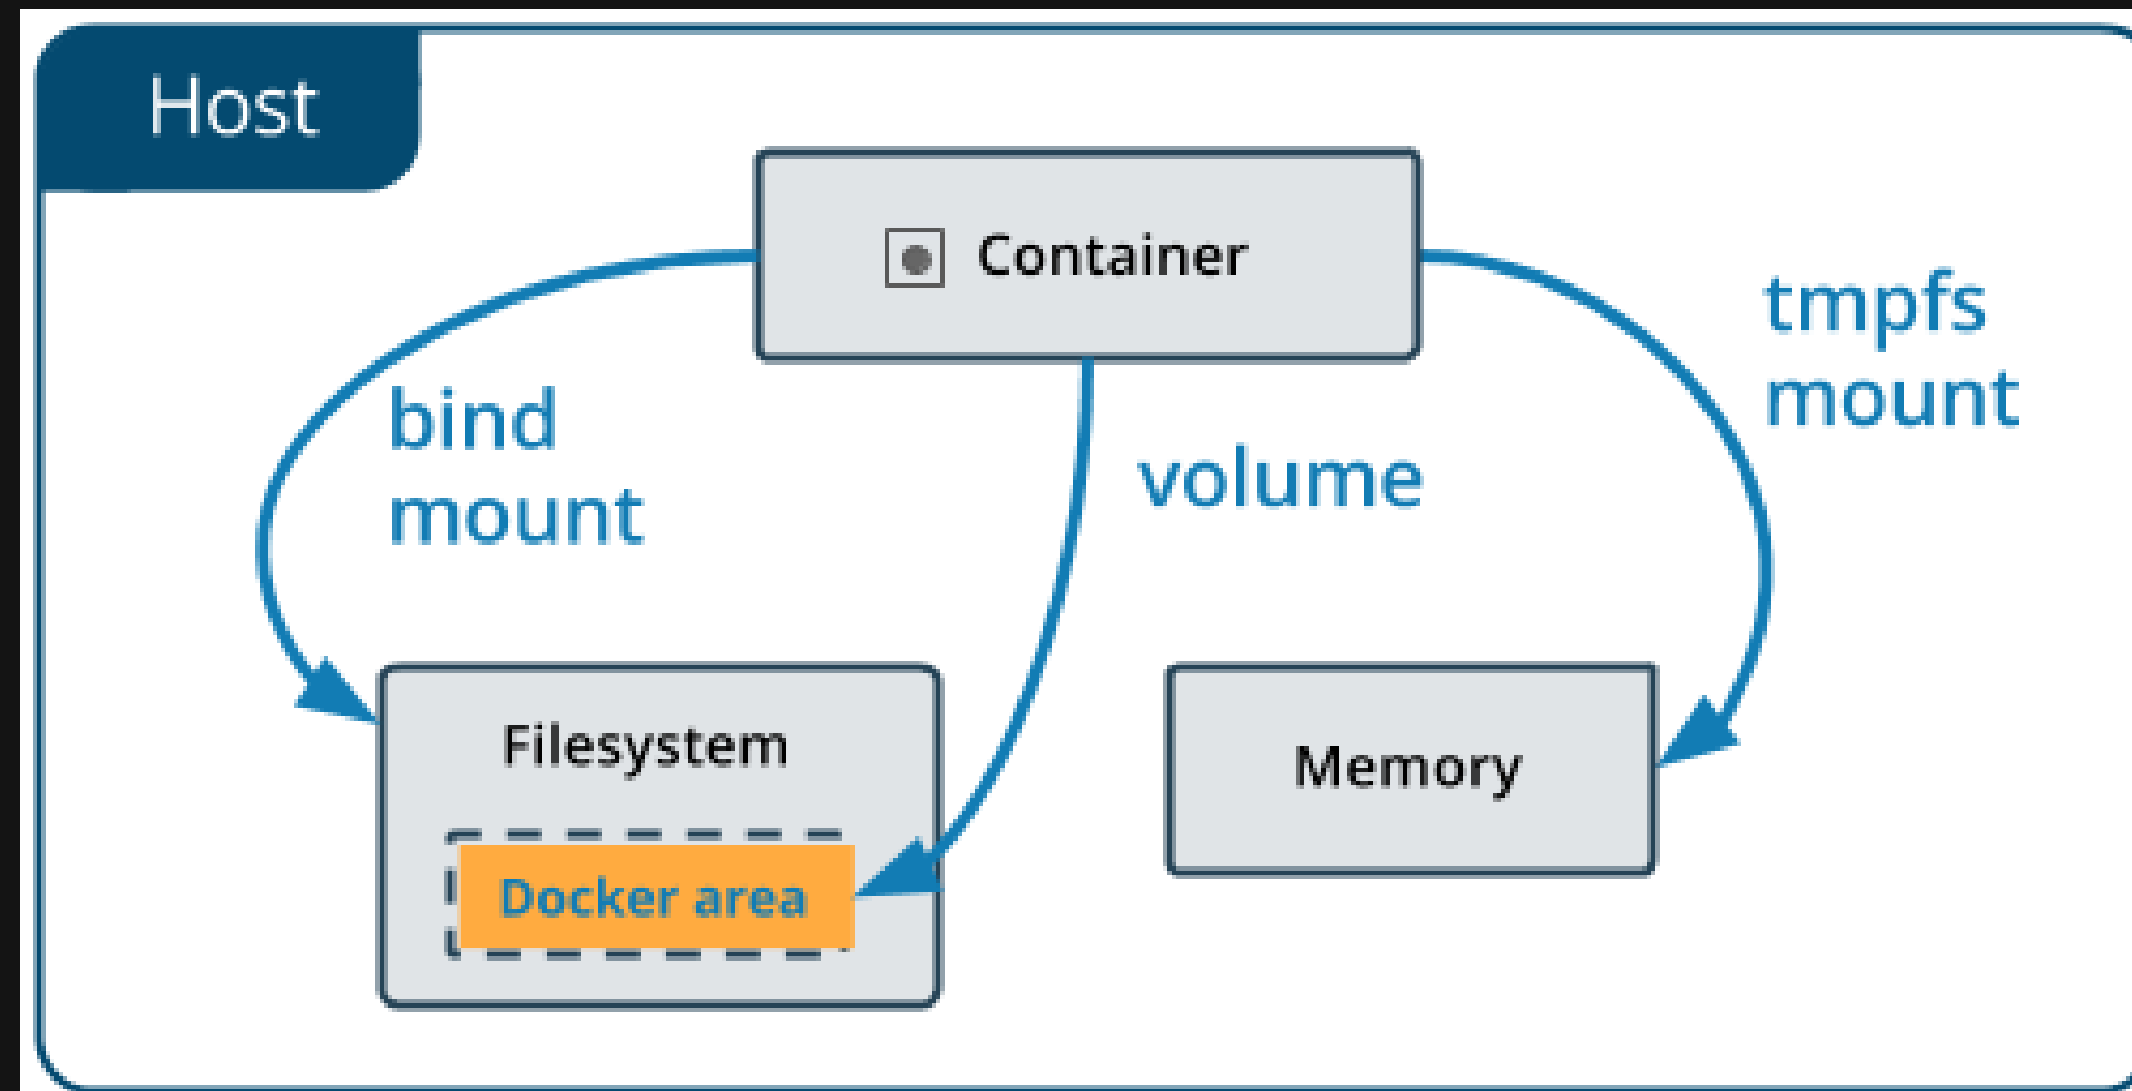 Host
Container
tmpfs
mount
bind
mount
volume
Filesystem
Memory
Docker area